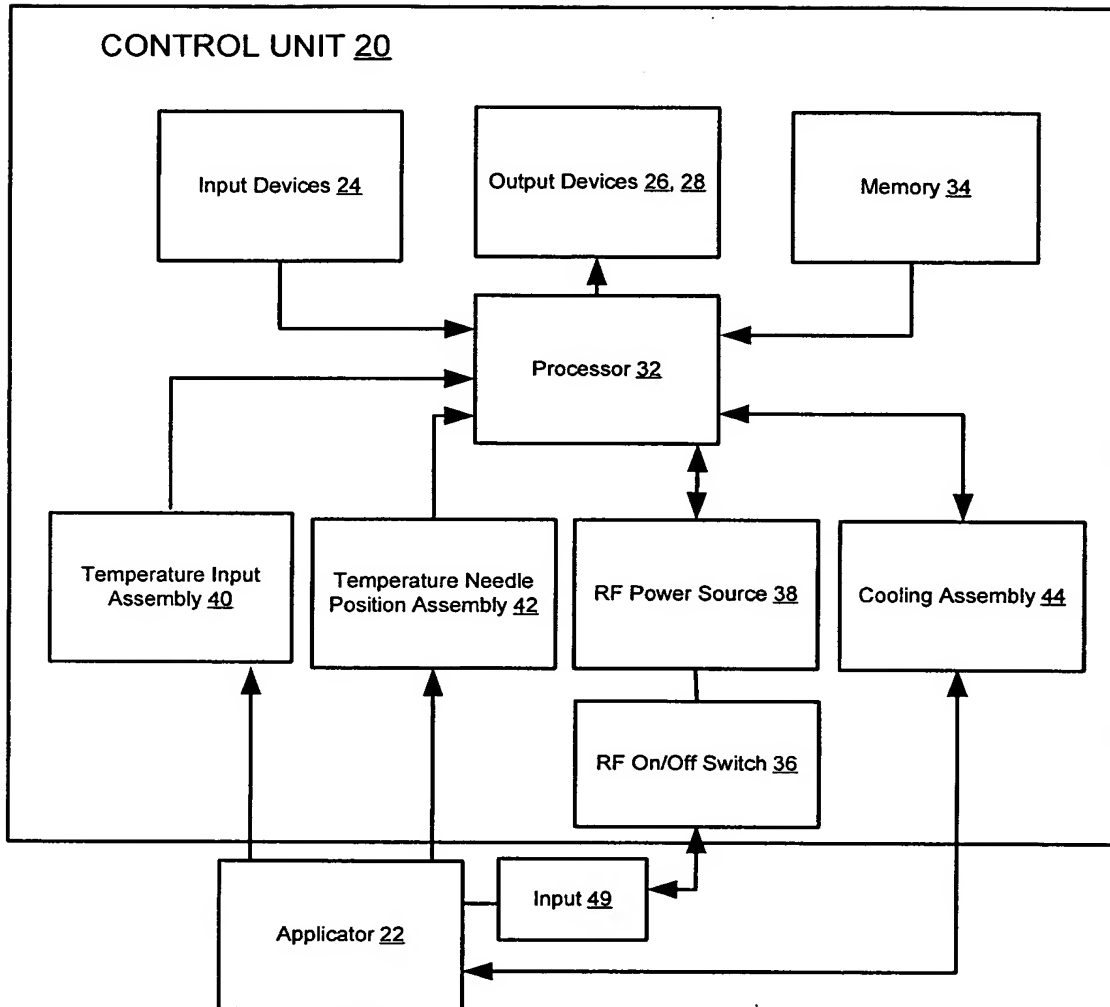 CONTROL UNIT 20
Input Devices 24
Output Devices 26, 28
Memory 34
Processor 32
Temperature Input
Assembly 40
Temperature Needle
Position Assembly 42
RF Power Source 38
Cooling Assembly 44
RF On/Off Switch 36
Input 49
Applicator 22